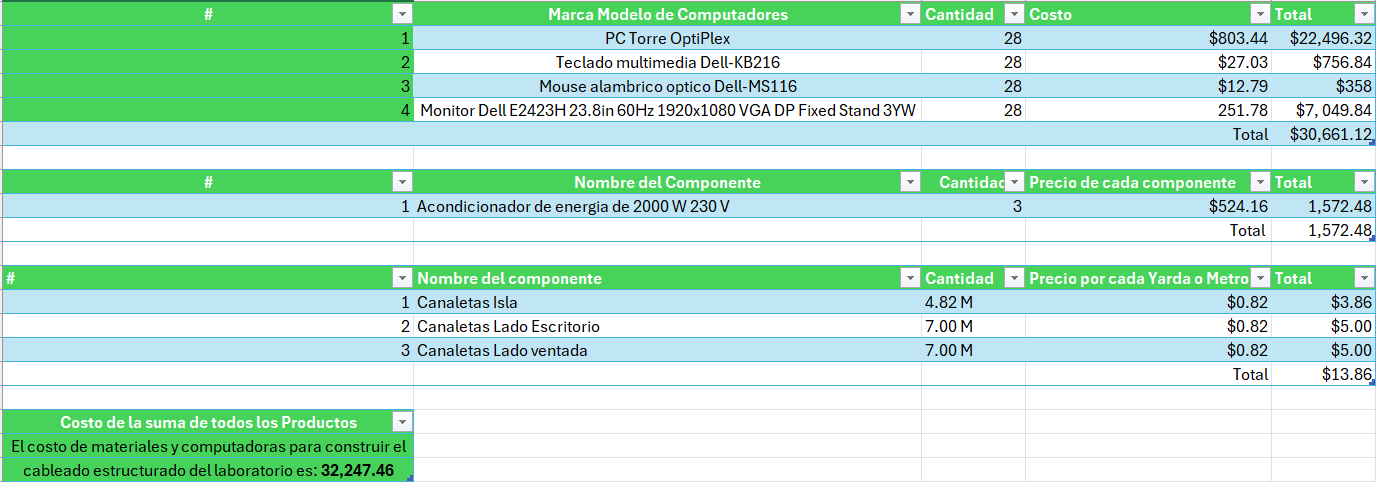 # Marca Modelo de Computadores Cantidad Costo Total
1 PC Torre OptiPlex 28 $803.44 $22,496.32
2 Teclado multimedia Dell-KB216 28 $27.03 $756.84
3 Mouse alambrico optico Dell-MS116 28 $12.79 $358
4 Monitor Dell E2423H 23.8in 60Hz 1920x1080 VGA DP Fixed Stand 3YW 28 251.78 $7, 049.84
Total $30,661.12
# Nombre del Componente Cantidad Precio de cada componente Total
1 Acondicionador de energia de 2000 W 230 V 3 $524.16 1,572.48
Total 1,572.48
# Nombre del componente Cantidad Precio por cada Yarda o Metro Total
1 Canaletas Isla 4.82 M $0.82 $3.86
2 Canaletas Lado Escritorio 7.00 M $0.82 $5.00
3 Canaletas Lado ventada 7.00 M $0.82 $5.00
Total $13.86
Costo de la suma de todos los Productos
El costo de materiales y computadoras para construir el
cableado estructurado del laboratorio es: 32,247.46